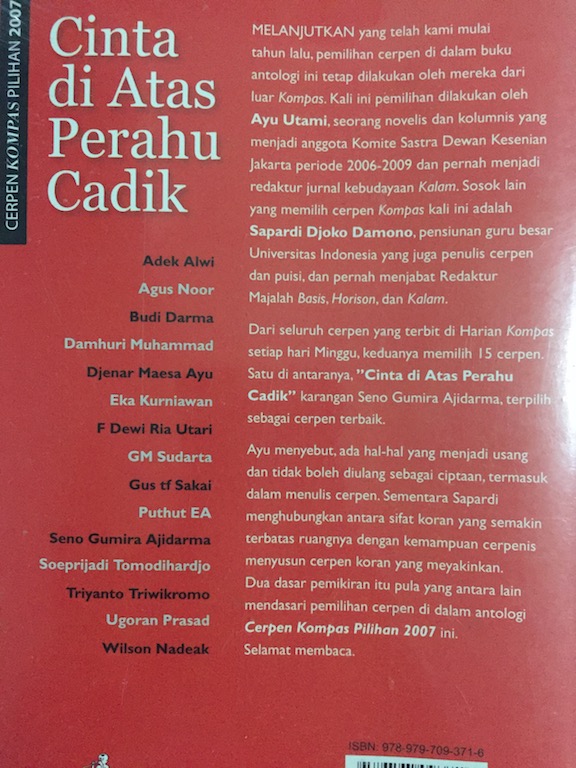 CERPEN KOMPAS PILIHAN 2007
Cinta
di Atas
Perahu
Cadik
Adek Alwi
Agus Noor
Budi Darma
Damhuri Muhammad
Djenar Maesa Ayu
Eka Kurniawan
F Dewi Ria Utari
GM Sudarta
Gus tf Sakai
Puthut EA
Seno Gumira Ajidarma
Soeprijadi Tomodihardjo
Triyanto Triwikromo
Ugoran Prasad
Wilson Nadeak
MELANJUTKAN yang telah kami mulai
tahun lalu, pemilihan cerpen di dalam buku
antologi ini tetap dilakukan oleh mereka dari
luar Kompas. Kali ini pemilihan dilakukan oleh
Ayu Utami, seorang novelis dan kolumnis yang
menjadi anggota Komite Sastra Dewan Kesenian
Jakarta periode 2006-2009 dan pernah menjadi
redaktur jurnal kebudayaan Kalam. Sosok lain
yang memilih cerpen Kompas kali ini adalah
Sapardi Djoko Damono, pensiunan guru besar
Universitas Indonesia yang juga penulis cerpen
dan puisi, dan pernah menjabat Redaktur
Majalah Basis, Horison, dan Kalam.
Dari seluruh cerpen yang terbit di Harian Kompas
setiap hari Minggu, keduanya memilih 15 cerpen.
Satu di antaranya, "Cinta di Atas Perahu
Cadik" karangan Seno Gumira Ajidarma, terpilih
sebagai cerpen terbaik.
Ayu menyebut, ada hal-hal yang menjadi usang
dan tidak boleh diulang sebagai ciptaan, termasuk
dalam menulis cerpen. Sementara Sapardi
menghubungkan antara sifat koran yang semakin
terbatas ruangnya dengan kemampuan cerpenis
menyusun cerpen koran yang meyakinkan.
Dua dasar pemikiran itu pula yang antara lain
mendasari pemilihan cerpen di dalam antologi
Cerpen Kompas Pilihan 2007 ini.
Selamat membaca.
ISBN: 978-979-709-371-6